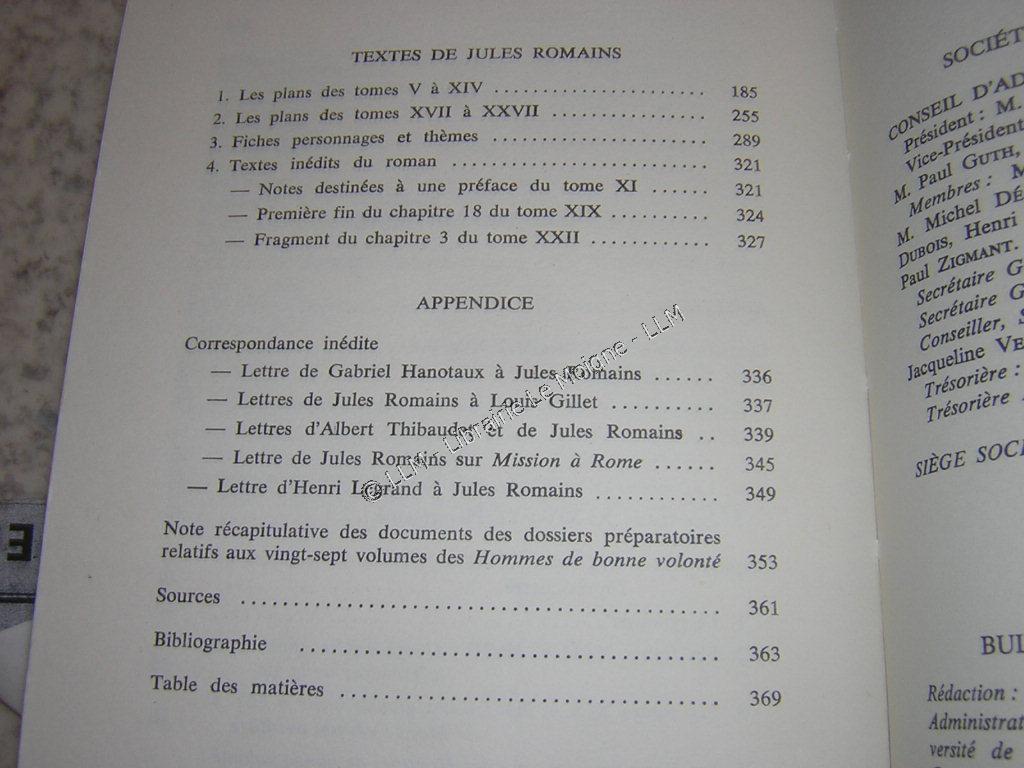 TEXTES DE JULES ROMAINS
1. Les plans des tomes V à XIV ...................... 185
2. Les plans des tomes XVII à XXVII ................ 255
3. Fiches personnages et thèmes ...................... 289
4. Textes inédits du roman .......................... 321
— Notes destinées à une préface du tome XI ...... 321
— Première fin du chapitre 18 du tome XIX .......... 324
— Fragment du chapitre 3 du tome XXII ............ 327
APPENDICE
Correspondance inédite
— Lettre de Gabriel Hanotaux à Jules Romains ...... 336
— Lettres de Jules Romains à Louis Gillet .......... 337
— Lettres d'Albert Thibaudet et de Jules Romains .. 339
— Lettre de Jules Romains sur Mission à Rome ...... 345
— Lettre d'Henri Legrand à Jules Romains ............ 349
Note récapitulative des documents des dossiers préparatoires
relatifs aux vingt-sept volumes des Hommes de bonne volonté 353
Sources ............................................ 361
Bibliographie ...................................... 363
Table des matières .................................. 369
© LLM - Librairie Le Moigne - LLM
3
SOCIÉT
CONSEIL D'AD
Président : M.
Vice-Président
M. Paul GUTH,
Membres : M
M. Michel DÉ
DUBOIS, Henri
Paul ZIGMANT.
Secrétaire G
Secrétaire G
Conseiller, S
Jacqueline VE
Trésorière :
Trésorière
SIÈGE SOCI
BUL
Rédaction :
Administrat
versité de